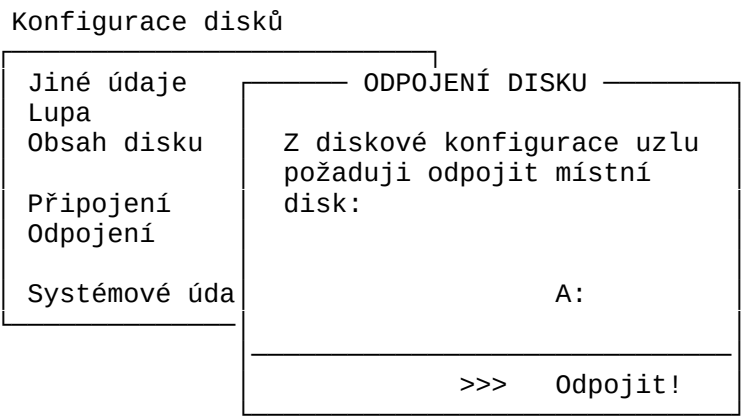 Konfigurace disků
Jiné údaje
Lupa
Obsah disku
Připojení
Odpojení
Systémové úda
ODPOJENÍ DISKU
Z diskové konfigurace uzlu
požaduji odpojit místní
disk:
A:
>>> Odpojit!